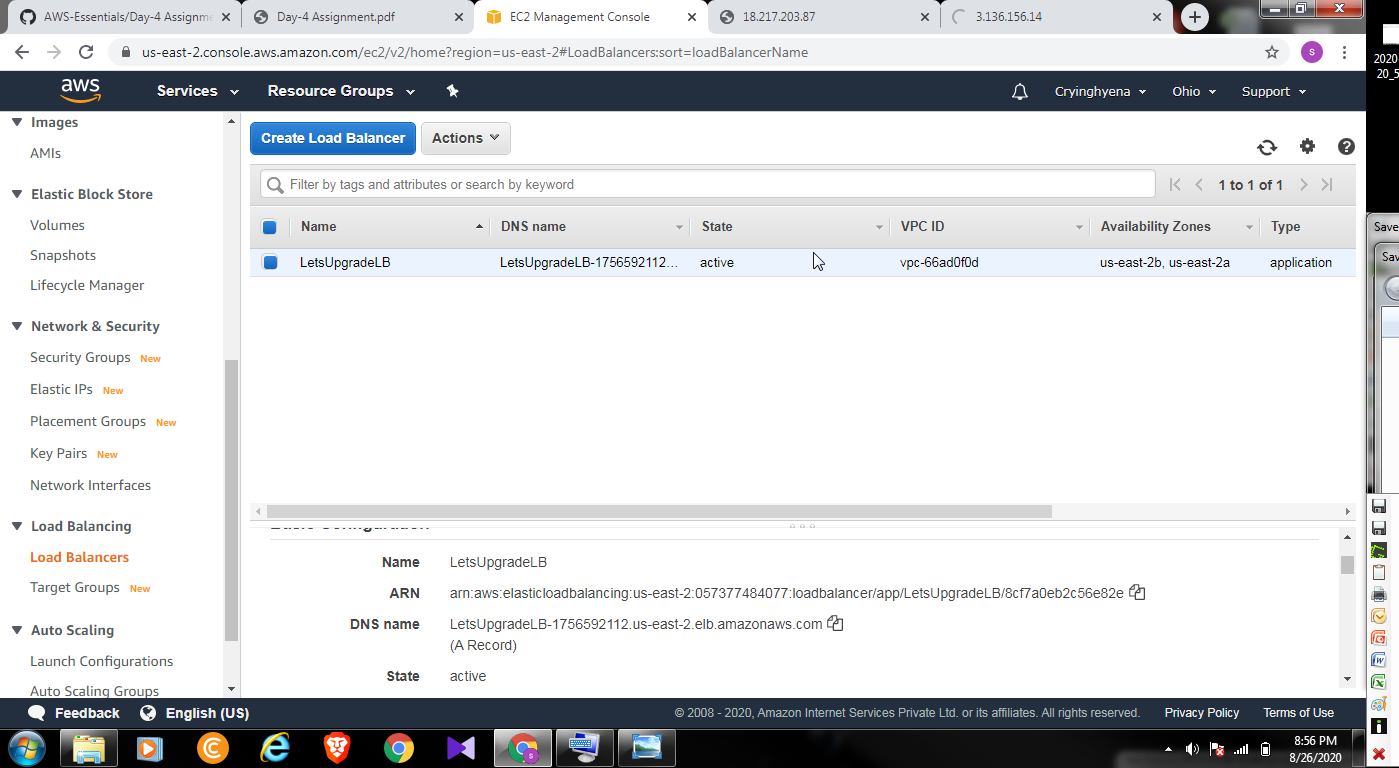 AWS-Essentials/Day-4 Assignme
Day-4 Assignment.pdf
EC2 Management Console
18.217.203.87
3.136.156.14
us-east-2.console.aws.amazon.com/ec2/v2/home?region=us-east-2#LoadBalancers:sort=loadBalancerName
s
2020
20_5
aws
Services
Resource Groups
Cryinghyena
Ohio
Support
Images
AMIs
Elastic Block Store
Volumes
Snapshots
Lifecycle Manager
Network & Security
Security Groups New
Elastic IPs New
Placement Groups New
Key Pairs New
Network Interfaces
Load Balancing
Load Balancers
Target Groups New
Auto Scaling
Launch Configurations
Auto Scaling Groups
Create Load Balancer
Actions
Filter by tags and attributes or search by keyword
1 to 1 of 1
Name DNS name State VPC ID Availability Zones Type
LetsUpgradeLB LetsUpgradeLB-1756592112... active vpc-66ad0f0d us-east-2b, us-east-2a application
Basic Configuration
Name LetsUpgradeLB
ARN arn:aws:elasticloadbalancing:us-east-2:057377484077:loadbalancer/app/LetsUpgradeLB/8cf7a0eb2c56e82e
DNS name LetsUpgradeLB-1756592112.us-east-2.elb.amazonaws.com
(A Record)
State active
Save
Sav
Feedback
English (US)
© 2008 - 2020, Amazon Internet Services Private Ltd. or its affiliates. All rights reserved.
Privacy Policy
Terms of Use
8:56 PM
8/26/2020